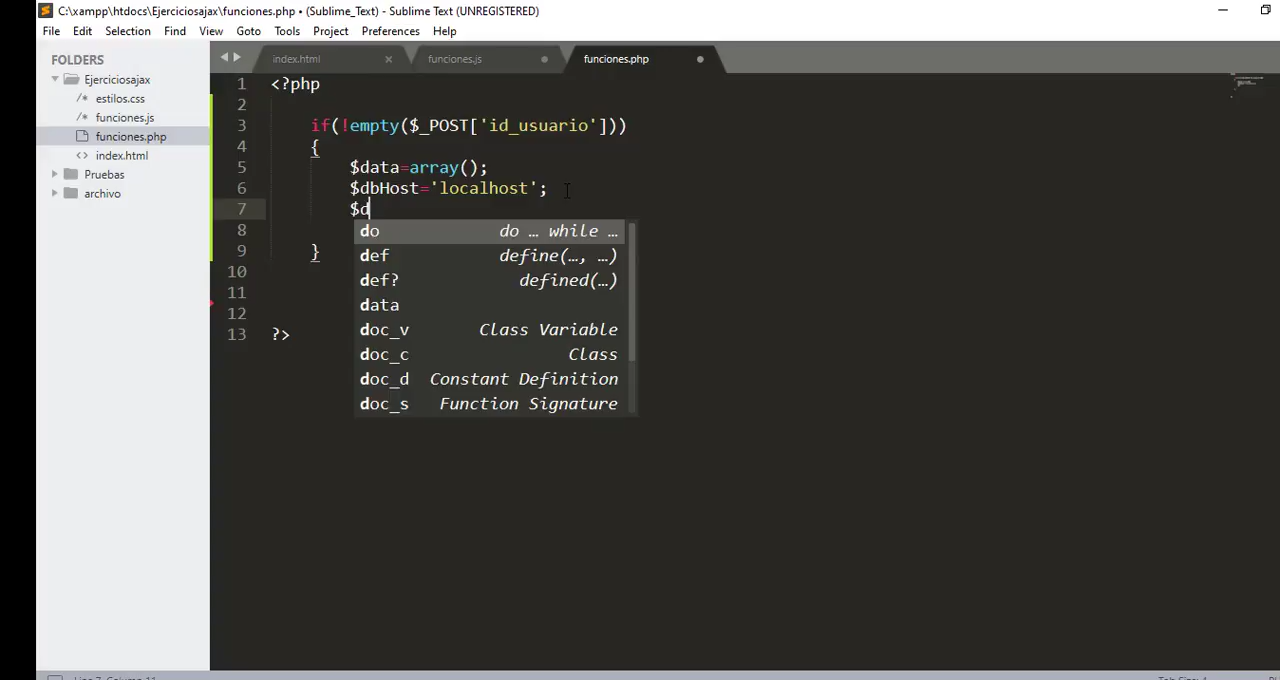 C:\xampp\htdocs\Ejerciciosajax\funciones.php • (Sublime_Text) - Sublime Text (UNREGISTERED)
File Edit Selection Find View Goto Tools Project Preferences Help
FOLDERS
Ejerciciosajax
/* estilos.css
/* funciones.js
funciones.php
<> index.html
Pruebas
archivo
index.html × funciones.js funciones.php
1 <?php
2
3 if(!empty($_POST['id_usuario']))
4 {
5 $data=array();
6 $dbHost='localhost';
7 $d
8
9 }
10
11
12
13 ?>
do do … while …
def define(…, …)
def? defined(…)
data
doc_v Class Variable
doc_c Class
doc_d Constant Definition
doc_s Function Signature